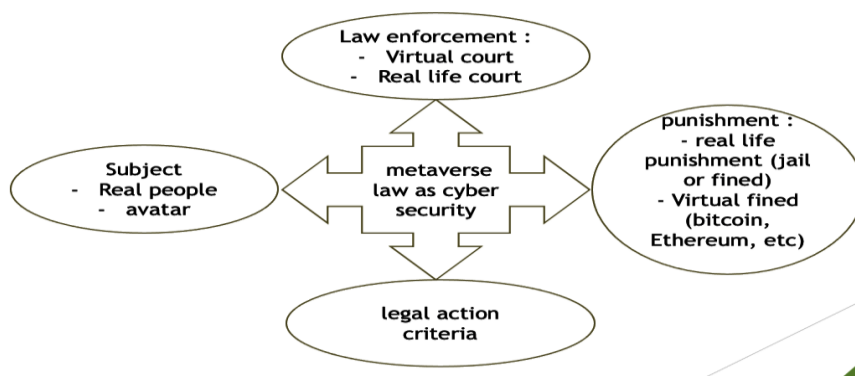 Law enforcement :
- Virtual court
- Real life court
Subject
- Real people
- avatar
metaverse
law as cyber
security
punishment :
- real life
punishment (jail
or fined)
- Virtual fined
(bitcoin,
Ethereum, etc)
legal action
criteria